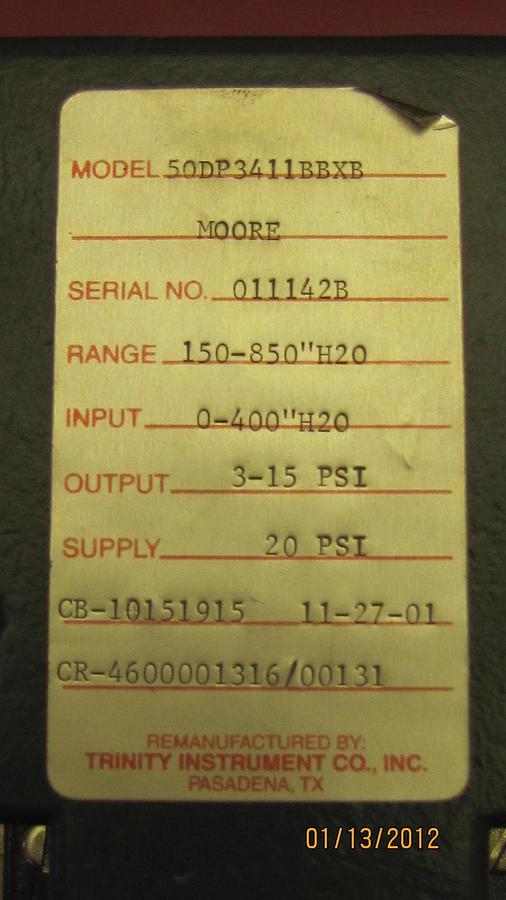 MODEL 50DP3411BBXB
MOORE
SERIAL NO. 011142B
RANGE 150-850"H2O
INPUT 0-400"H2O
OUTPUT 3-15 PSI
SUPPLY 20 PSI
CB-10151915 11-27-01
CR-4600001316/00131
REMANUFACTURED BY:
TRINITY INSTRUMENT CO., INC.
PASADENA, TX
01/13/2012